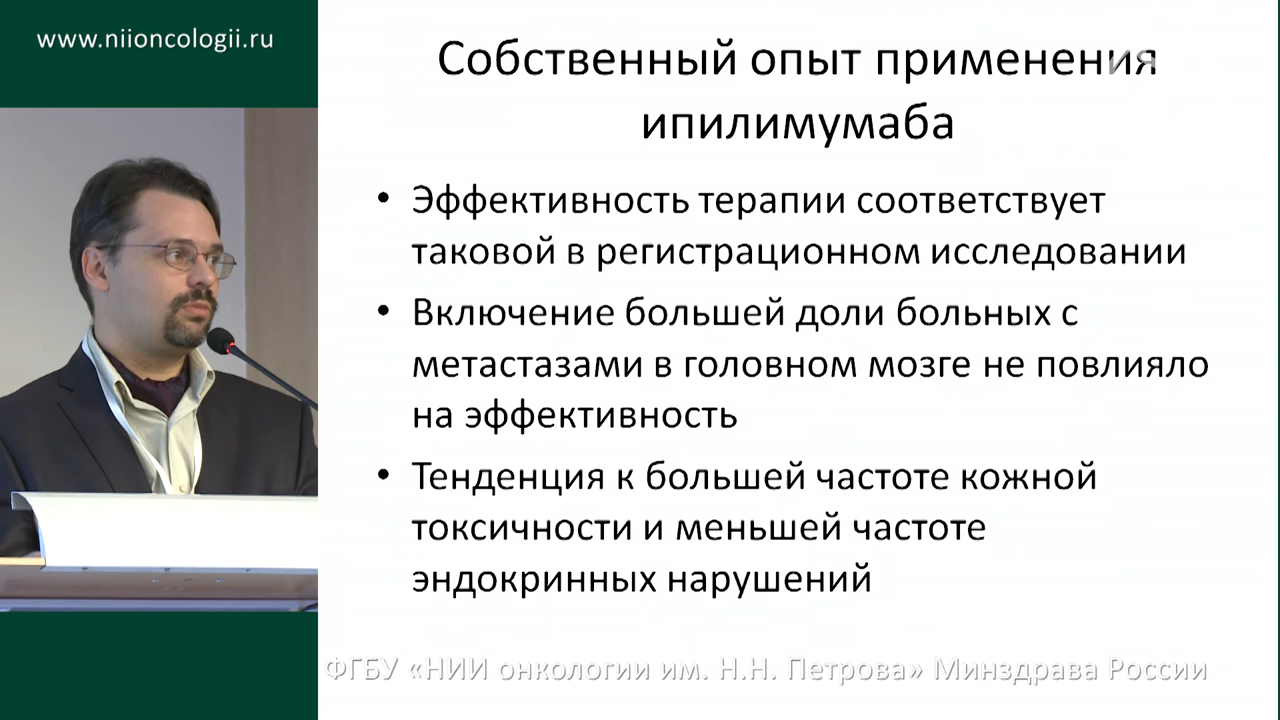 www.niioncologii.ru
Собственный опыт применения
ипилимумаба
• Эффективность терапии соответствует
таковой в регистрационном исследовании
• Включение большей доли больных с
метастазами в головном мозге не повлияло
на эффективность
• Тенденция к большей частоте кожной
токсичности и меньшей частоте
эндокринных нарушений
ФГБУ «НИИ онкологии им. Н.Н. Петрова» Минздрава России